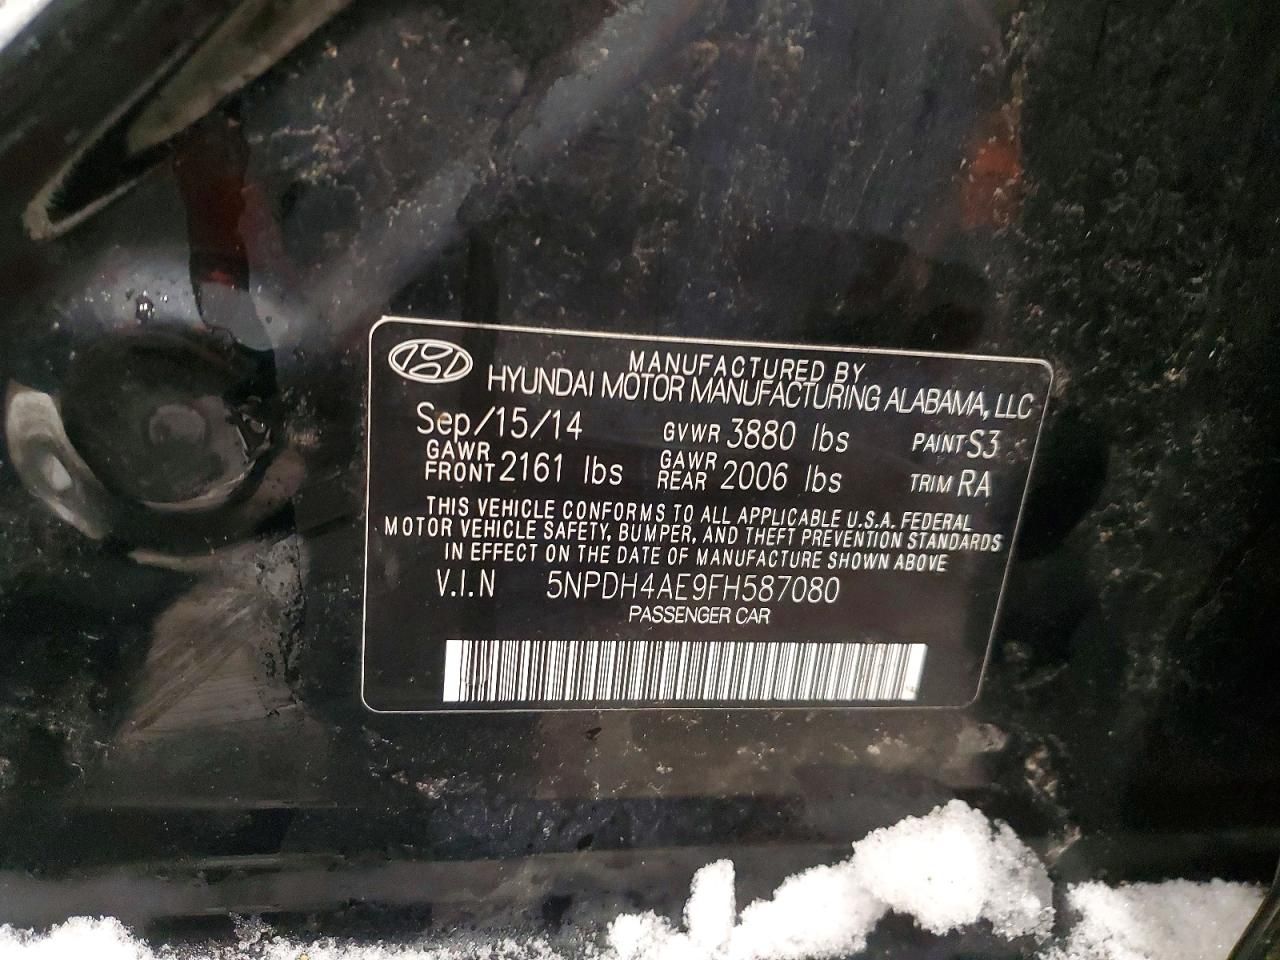 MANUFACTURED BY
HYUNDAI MOTOR MANUFACTURING ALABAMA, LLC
Sep/15/14 GVWR 3880 lbs PAINT S3
GAWR FRONT 2161 lbs GAWR REAR 2006 lbs TRIM RA
THIS VEHICLE CONFORMS TO ALL APPLICABLE U.S.A. FEDERAL
MOTOR VEHICLE SAFETY, BUMPER, AND THEFT PREVENTION STANDARDS
IN EFFECT ON THE DATE OF MANUFACTURE SHOWN ABOVE
V.I.N 5NPDH4AE9FH587080
PASSENGER CAR